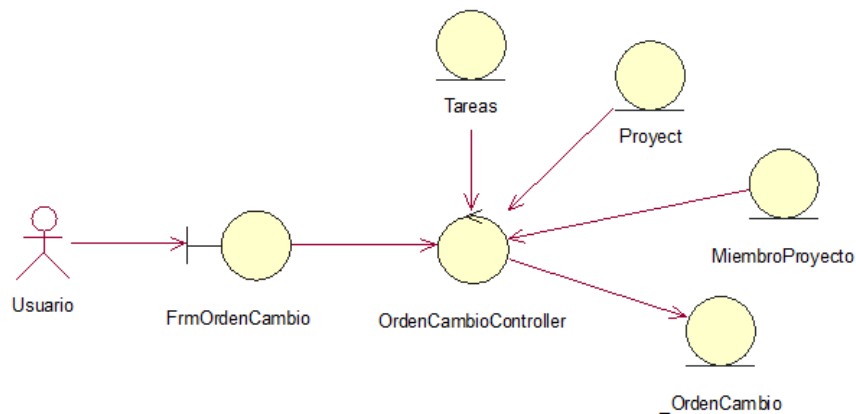 Tareas
Proyect
MiembroProyecto
Usuario
FrmOrdenCambio
OrdenCambioController
_OrdenCambio